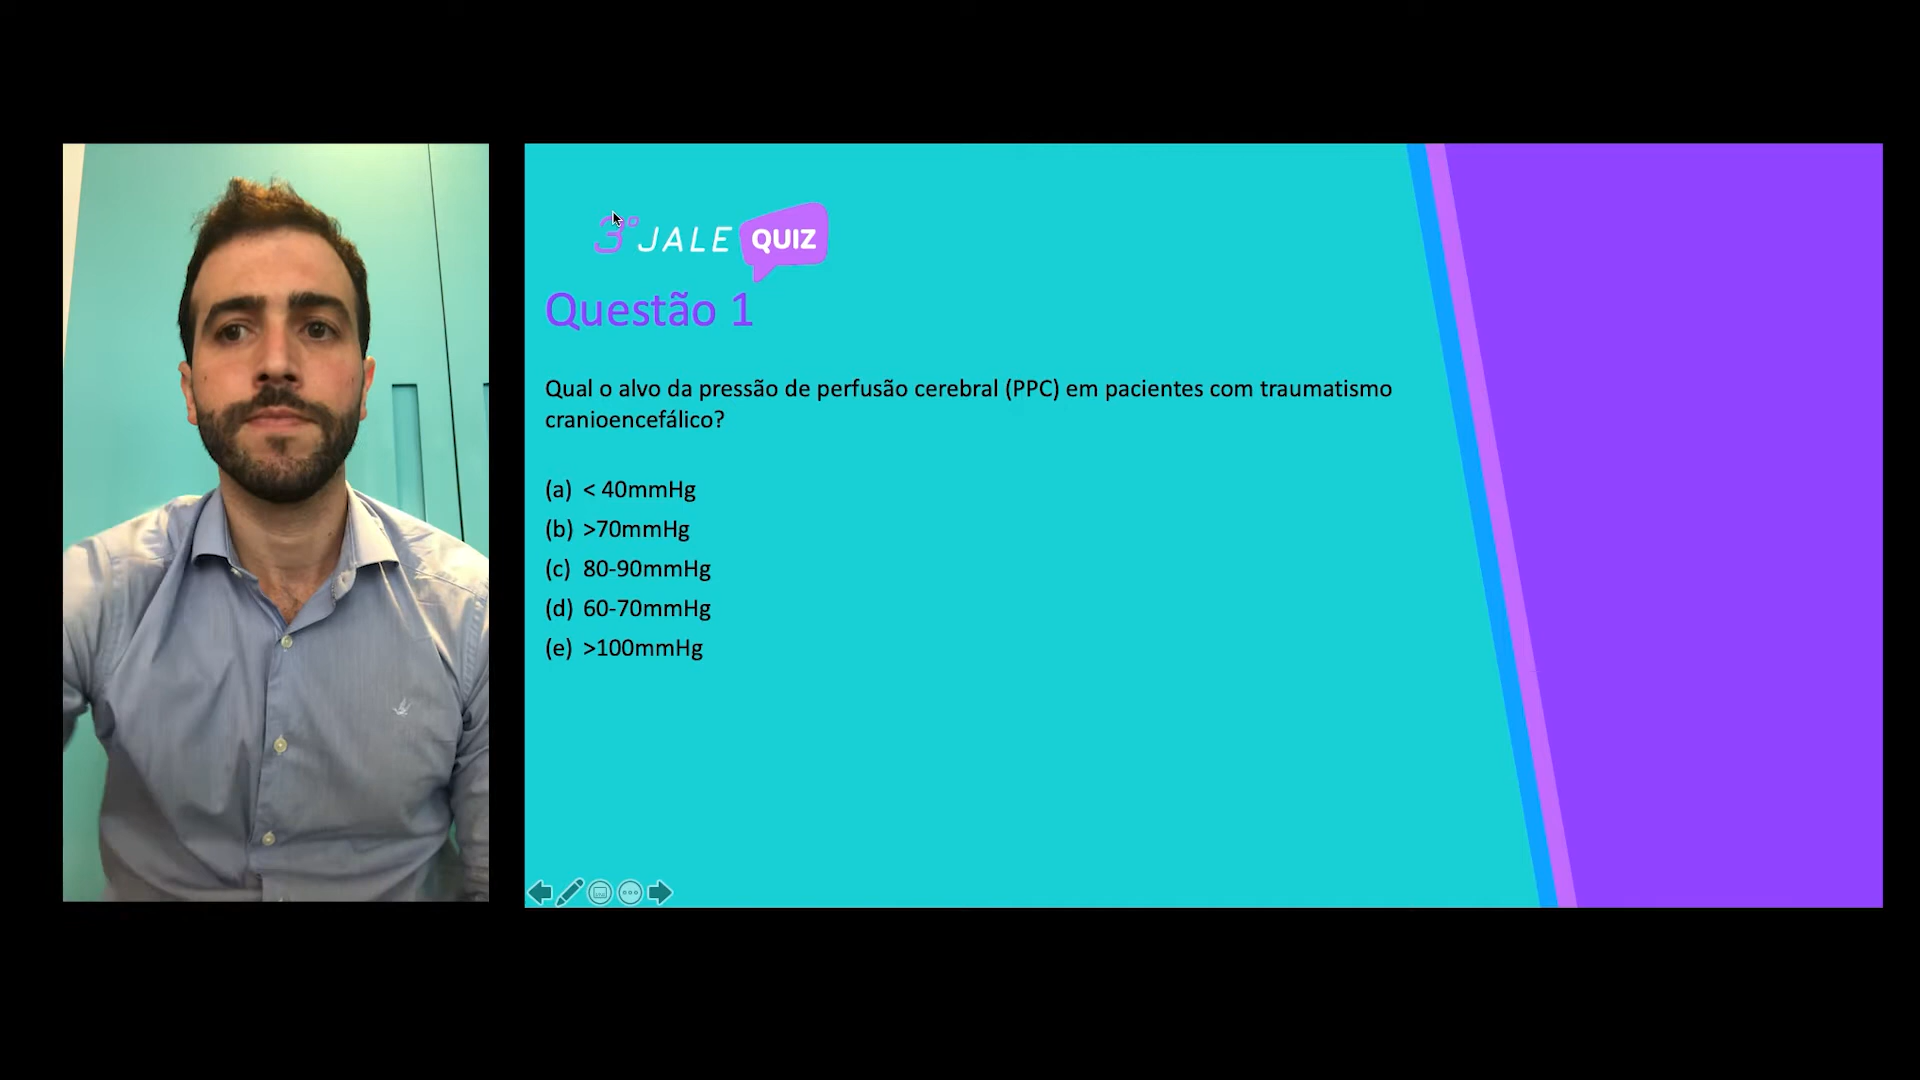 3º JALE QUIZ
Questão 1
Qual o alvo da pressão de perfusão cerebral (PPC) em pacientes com traumatismo
cranioencefálico?
(a) < 40mmHg
(b) >70mmHg
(c) 80-90mmHg
(d) 60-70mmHg
(e) >100mmHg